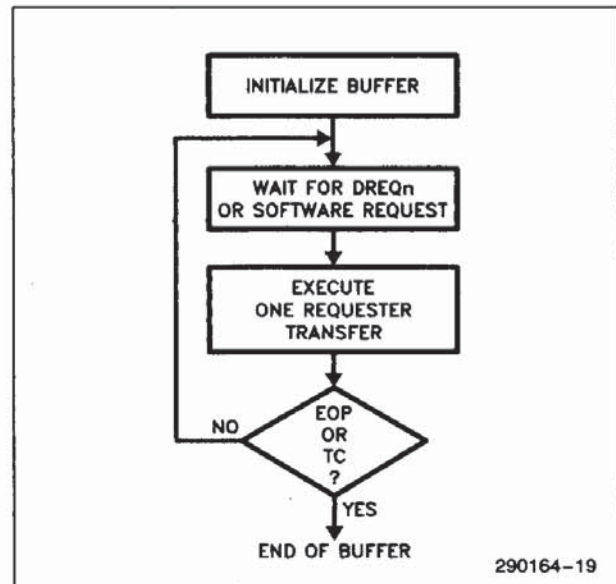 INITIALIZE BUFFER
WAIT FOR DREQn
OR SOFTWARE REQUEST
EXECUTE
ONE REQUESTER
TRANSFER
EOP
OR
TC
?
NO
YES
END OF BUFFER
290164-19